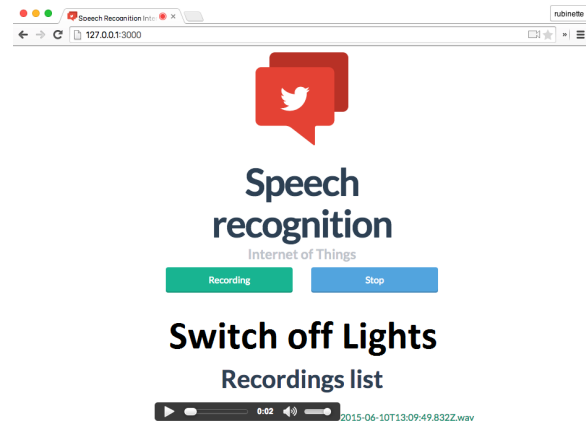 rubinette
Speech Recognition Inte
127.0.0.1:3000
Speech
recognition
Internet of Things
Recording Stop
Switch off Lights
Recordings list
0:02 2015-06-10T13:09:49.832Z.wav